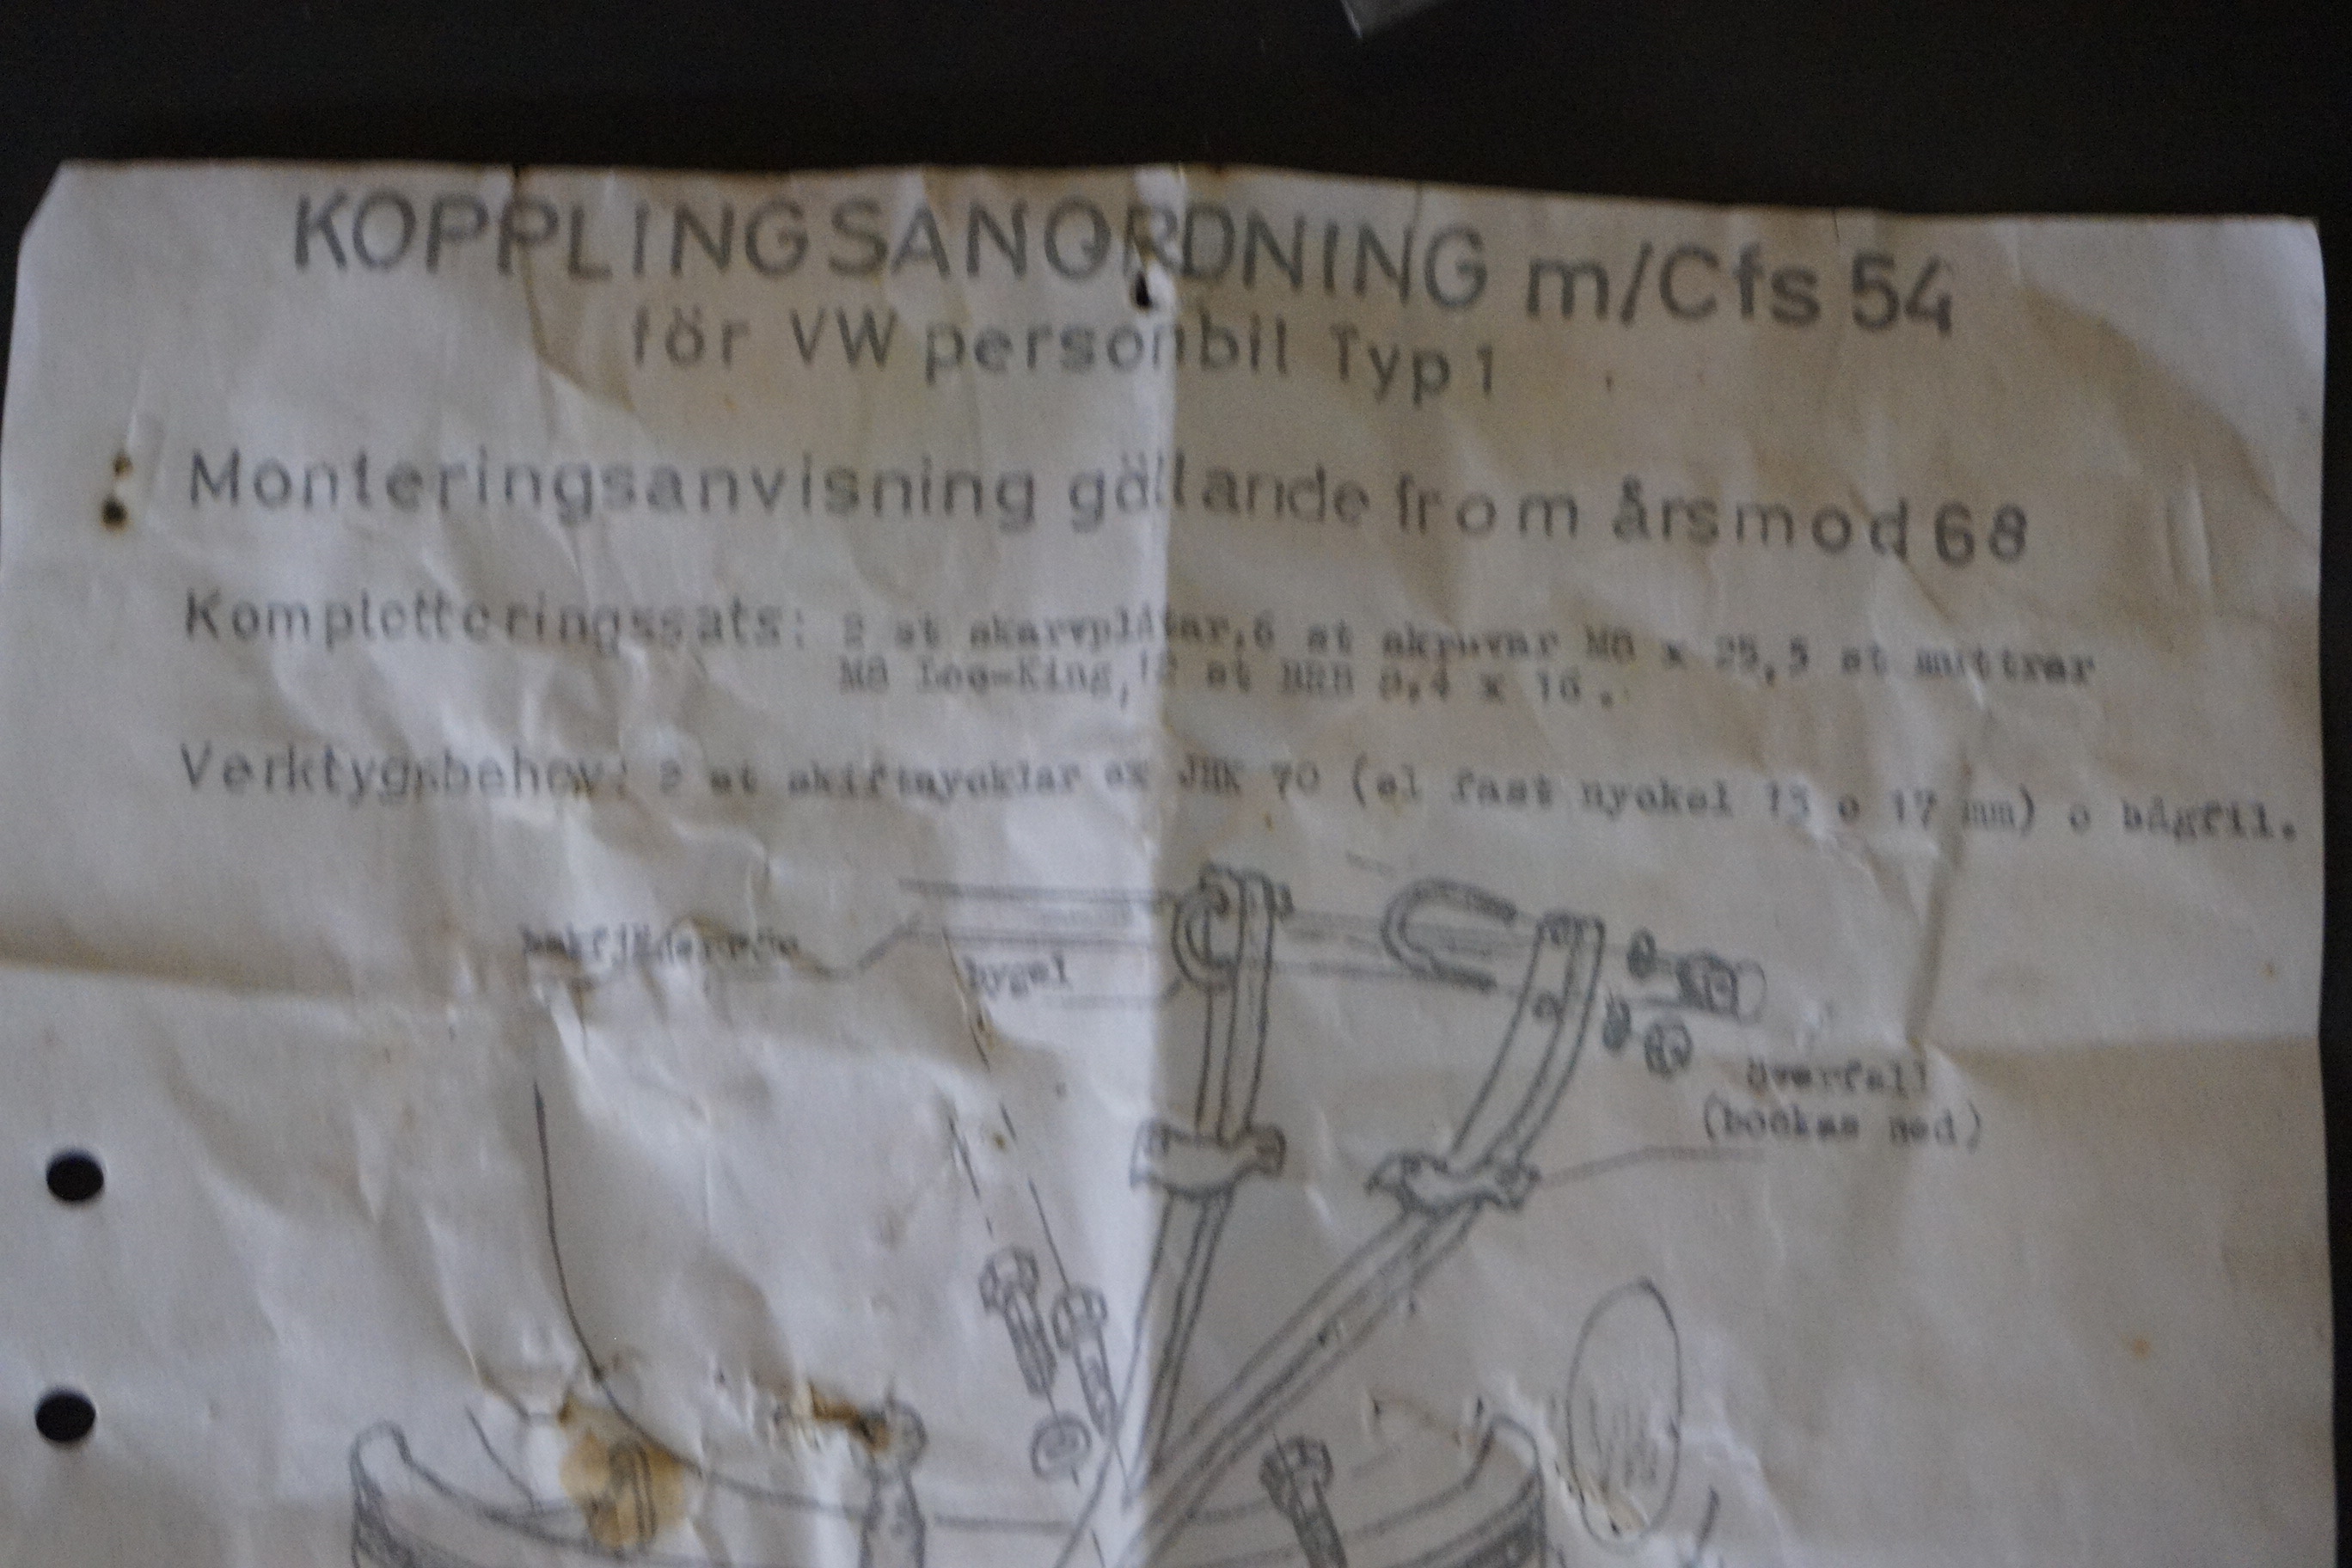 KOPPLINGSANORDNING m/Cfs 54
för VW personbil Typ 1
Monteringsanvisning gällande from årsmod 68
Kompletteringssats: 2 st skarvplåtar, 6 st skruvar M8 x 25, 5 st muttrar
M8 Loc-King, 12 st BRB 8,4 x 16.
Verktygsbehov: 2 st skiftnycklar JHK 70 (el fast nyckel 13 o 17 mm) o bågfil.
bakfjäderrör
bygel
överfall
(bockas ned)